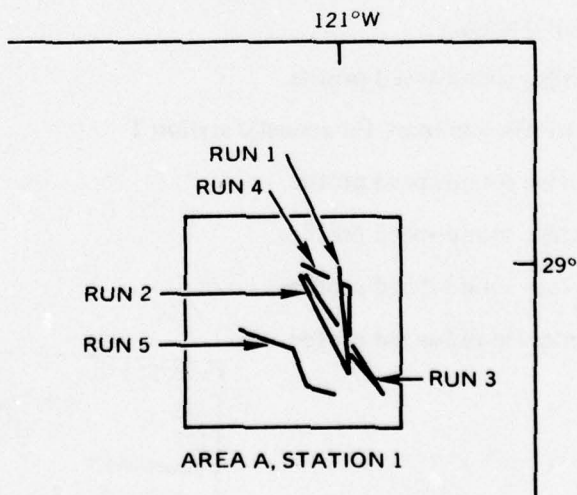 121°W
RUN 1
RUN 4
29°
RUN 2
RUN 5
RUN 3
AREA A, STATION 1